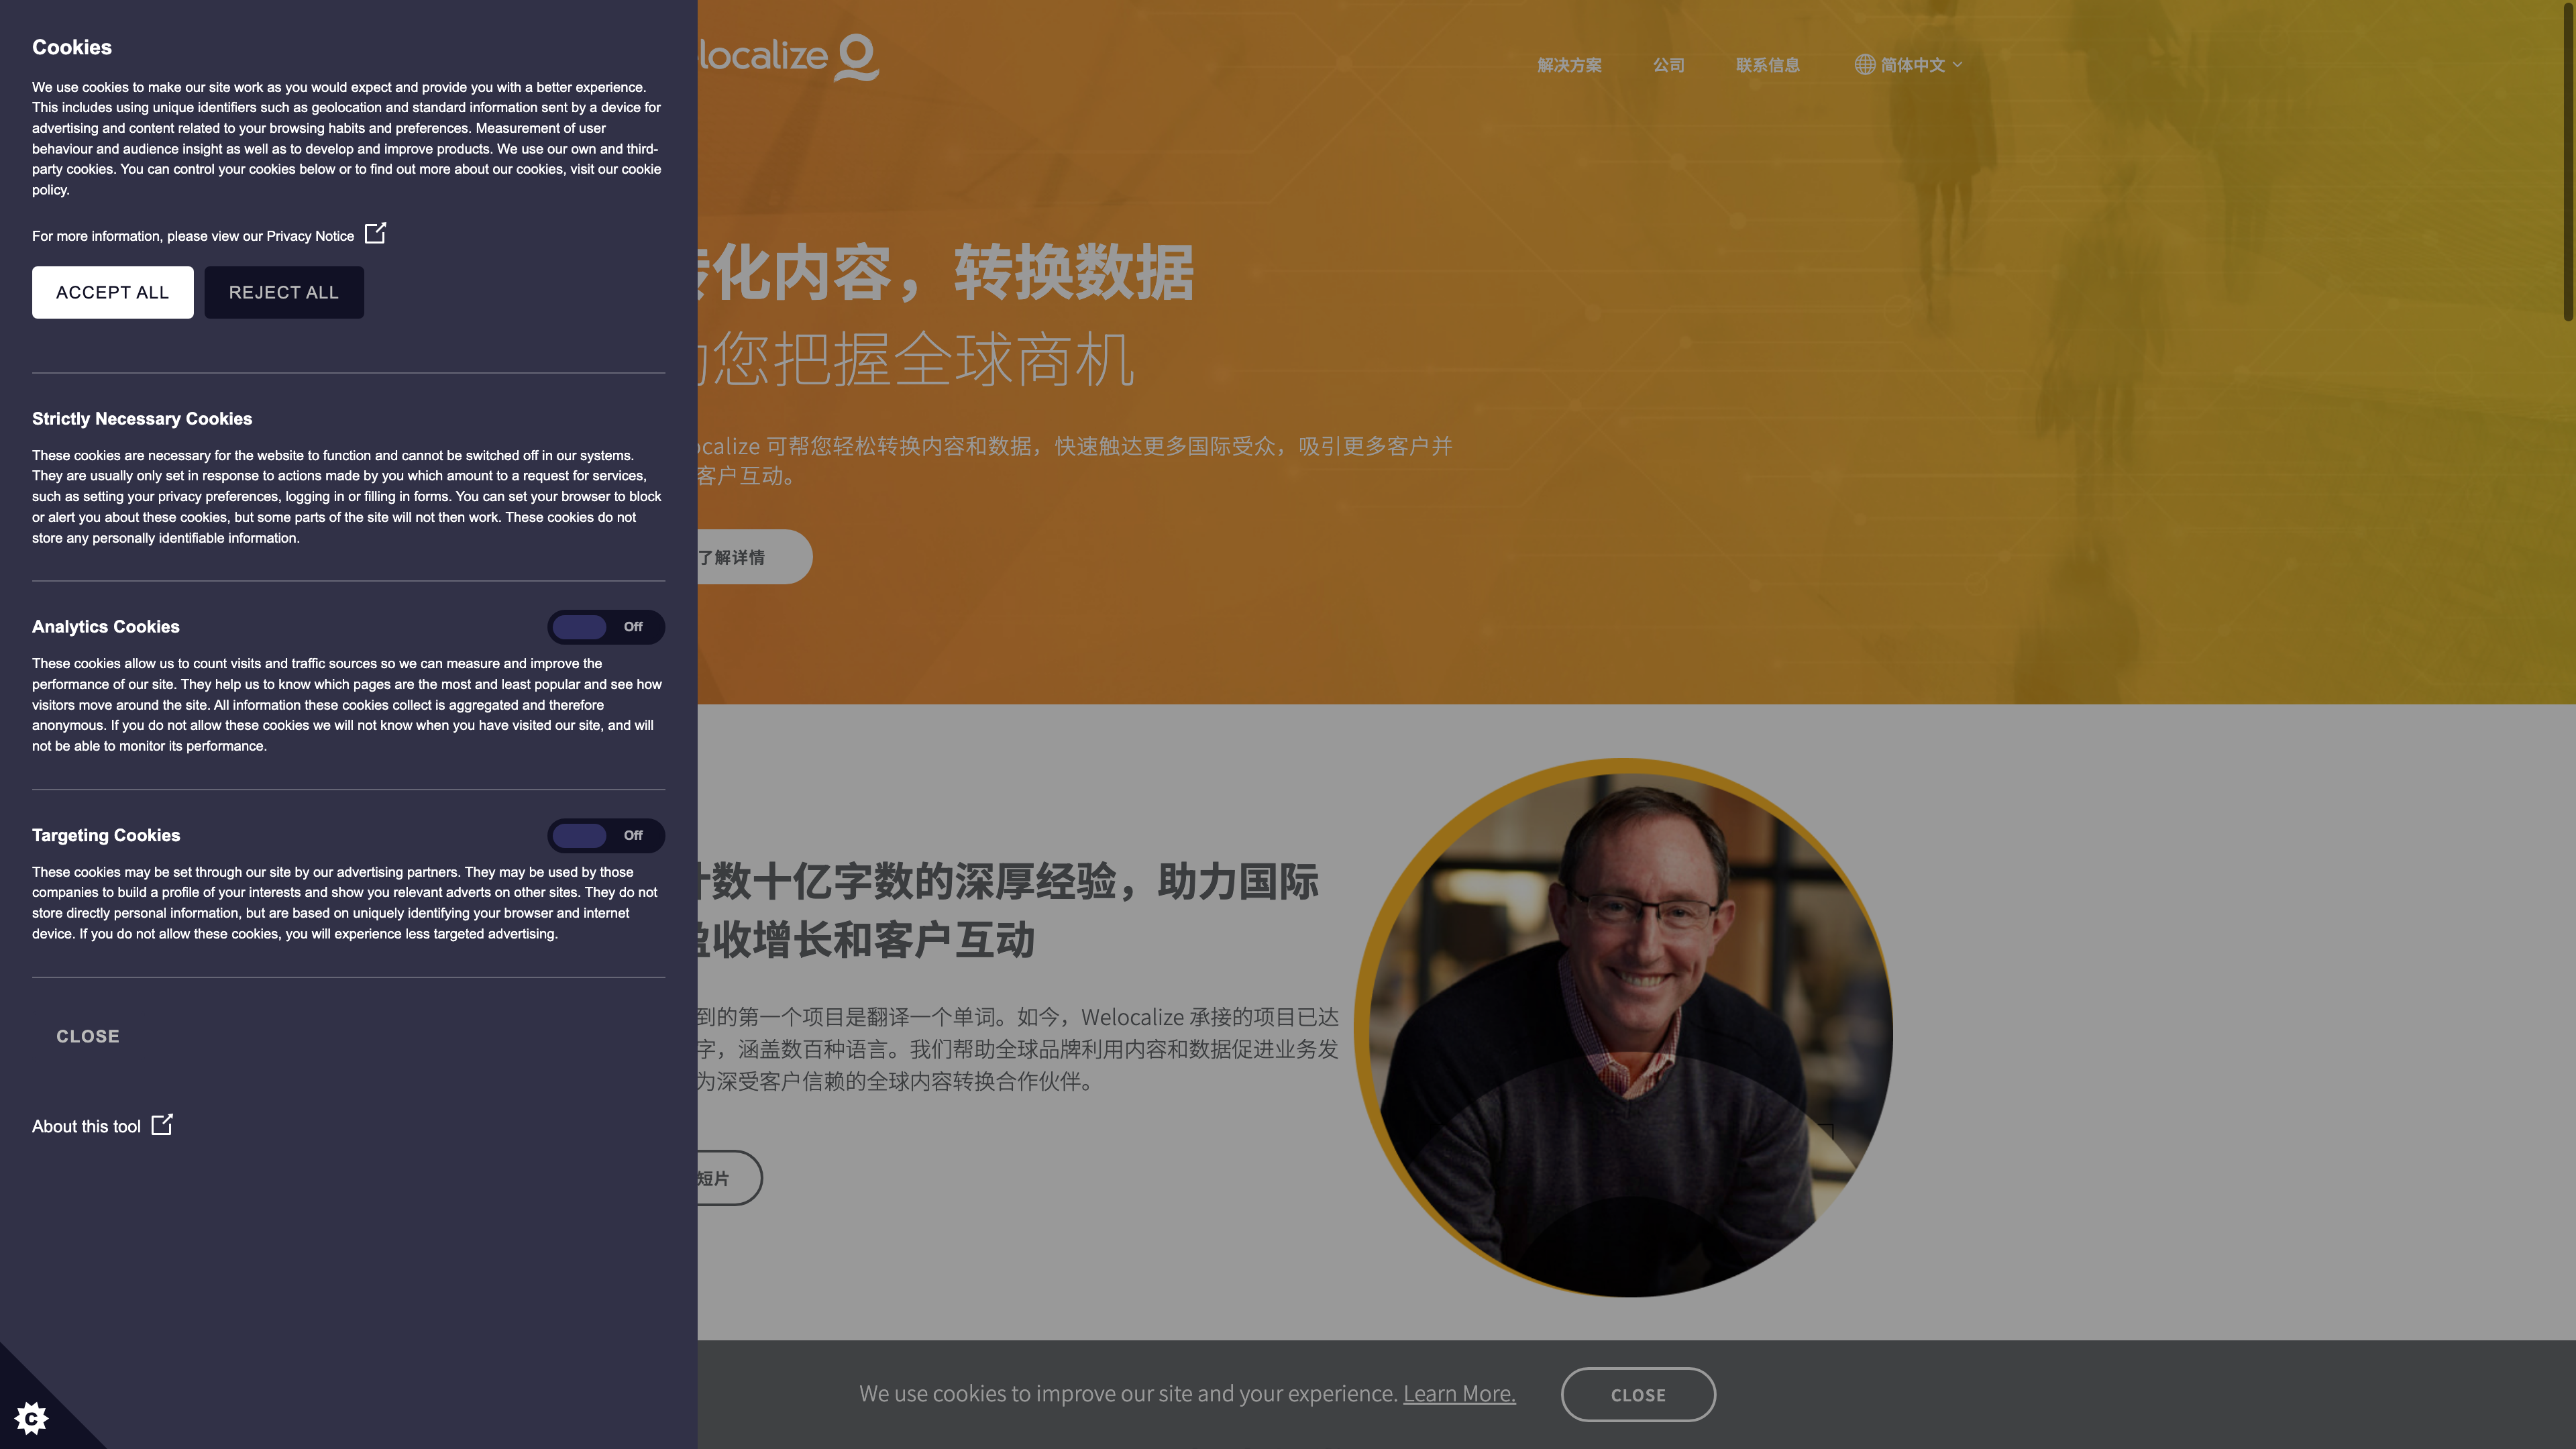 Cookies
We use cookies to make our site work as you would expect and provide you with a better experience.
This includes using unique identifiers such as geolocation and standard information sent by a device for
advertising and content related to your browsing habits and preferences. Measurement of user
behaviour and audience insight as well as to develop and improve products. We use our own and third-
party cookies. You can control your cookies below or to find out more about our cookies, visit our cookie
policy.
For more information, please view our Privacy Notice
ACCEPT ALL REJECT ALL
Strictly Necessary Cookies
These cookies are necessary for the website to function and cannot be switched off in our systems.
They are usually only set in response to actions made by you which amount to a request for services,
such as setting your privacy preferences, logging in or filling in forms. You can set your browser to block
or alert you about these cookies, but some parts of the site will not then work. These cookies do not
store any personally identifiable information.
Analytics Cookies Off
These cookies allow us to count visits and traffic sources so we can measure and improve the
performance of our site. They help us to know which pages are the most and least popular and see how
visitors move around the site. All information these cookies collect is aggregated and therefore
anonymous. If you do not allow these cookies we will not know when you have visited our site, and will
not be able to monitor its performance.
Targeting Cookies Off
These cookies may be set through our site by our advertising partners. They may be used by those
companies to build a profile of your interests and show you relevant adverts on other sites. They do not
store directly personal information, but are based on uniquely identifying your browser and internet
device. If you do not allow these cookies, you will experience less targeted advertising.
CLOSE
About this tool
C
localize
解决方案 公司 联系信息 简体中文
化内容，转换数据
您把握全球商机
ocalize 可帮您轻松转换内容和数据，快速触达更多国际受众，吸引更多客户并
客户互动。
了解详情
数十亿字数的深厚经验，助力国际
收增长和客户互动
到的第一个项目是翻译一个单词。如今，Welocalize 承接的项目已达
字，涵盖数百种语言。我们帮助全球品牌利用内容和数据促进业务发
为深受客户信赖的全球内容转换合作伙伴。
短片
We use cookies to improve our site and your experience. Learn More.
CLOSE